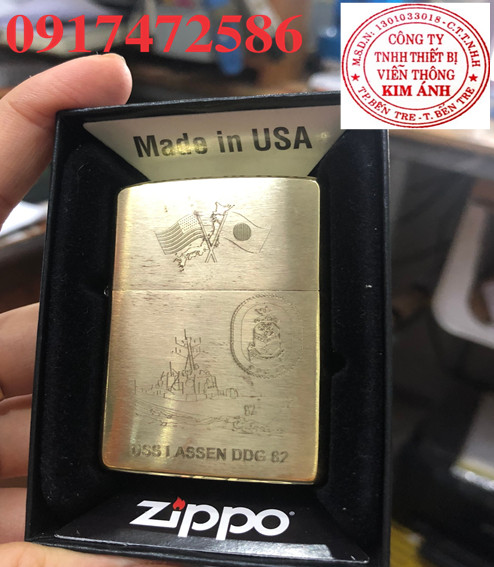 0917472586
M.S.D.N: 1301033018 - C.T.T.N.H.H
CÔNG TY
TNHH THIẾT BỊ
VIỄN THÔNG
KIM ÁNH
TP.BẾN TRE - T. BẾN TRE
Made in USA
82
USS LASSEN DDG 82
zippo